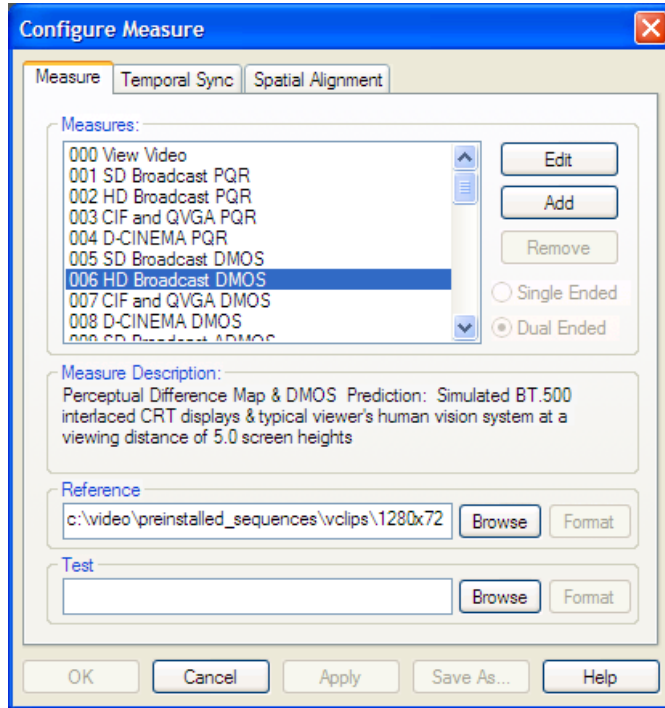 Configure Measure
Measure
Temporal Sync
Spatial Alignment
Measures:
000 View Video
001 SD Broadcast PQR
002 HD Broadcast PQR
003 CIF and QVGA PQR
004 D-CINEMA PQR
005 SD Broadcast DMOS
006 HD Broadcast DMOS
007 CIF and QVGA DMOS
008 D-CINEMA DMOS
009 SD Broadcast ADMOS
Edit
Add
Remove
Single Ended
Dual Ended
Measure Description:
Perceptual Difference Map & DMOS Prediction: Simulated BT.500
interlaced CRT displays & typical viewer's human vision system at a
viewing distance of 5.0 screen heights
Reference
c:\video\preinstalled_sequences\vclips\1280x72
Browse
Format
Test
Browse
Format
OK
Cancel
Apply
Save As...
Help